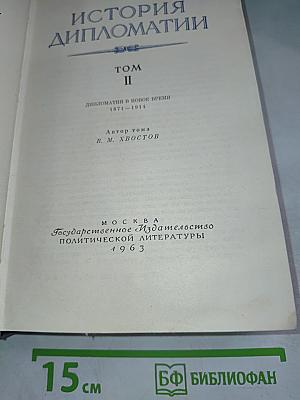 ИСТОРИЯ
ДИПЛОМАТИИ
ТОМ
II
ДИПЛОМАТИЯ В НОВОЕ ВРЕМЯ
1871—1914
Автор тома
В. М. ХВОСТОВ
МОСКВА
Государственное Издательство
ПОЛИТИЧЕСКОЙ ЛИТЕРАТУРЫ
1963
15 см
БФ БИБЛИОФАН